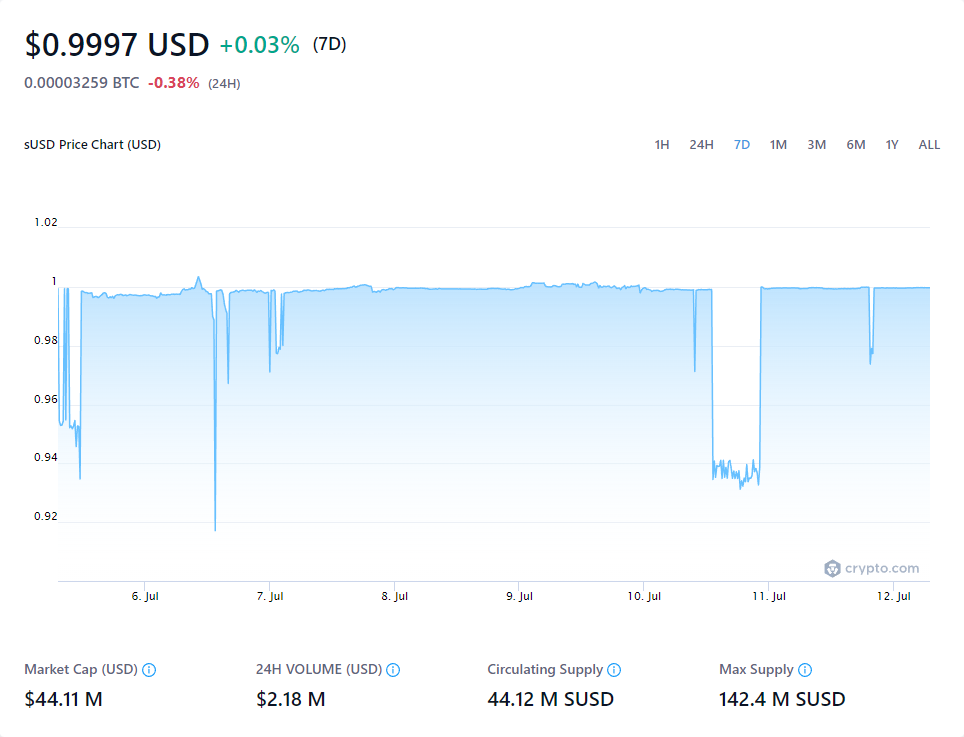 $0.9997 USD +0.03% (7D)
0.00003259 BTC -0.38% (24H)
sUSD Price Chart (USD) 1H 24H 7D 1M 3M 6M 1Y ALL
1.02
1
0.98
0.96
0.94
0.92
crypto.com
6. Jul 7. Jul 8. Jul 9. Jul 10. Jul 11. Jul 12. Jul
Market Cap (USD) 24H VOLUME (USD) Circulating Supply Max Supply
$44.11 M $2.18 M 44.12 M SUSD 142.4 M SUSD